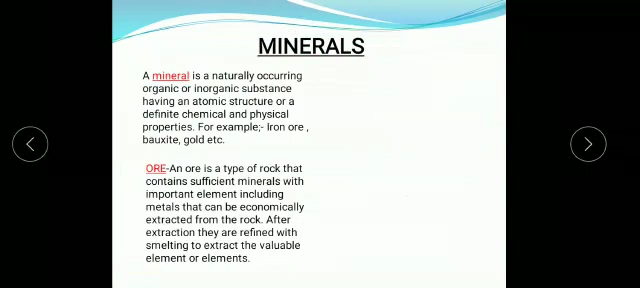 MINERALS
A mineral is a naturally occurring
organic or inorganic substance
having an atomic structure or a
definite chemical and physical
properties. For example;- Iron ore ,
bauxite, gold etc.
ORE-An ore is a type of rock that
contains sufficient minerals with
important element including
metals that can be economically
extracted from the rock. After
extraction they are refined with
smelting to extract the valuable
element or elements.